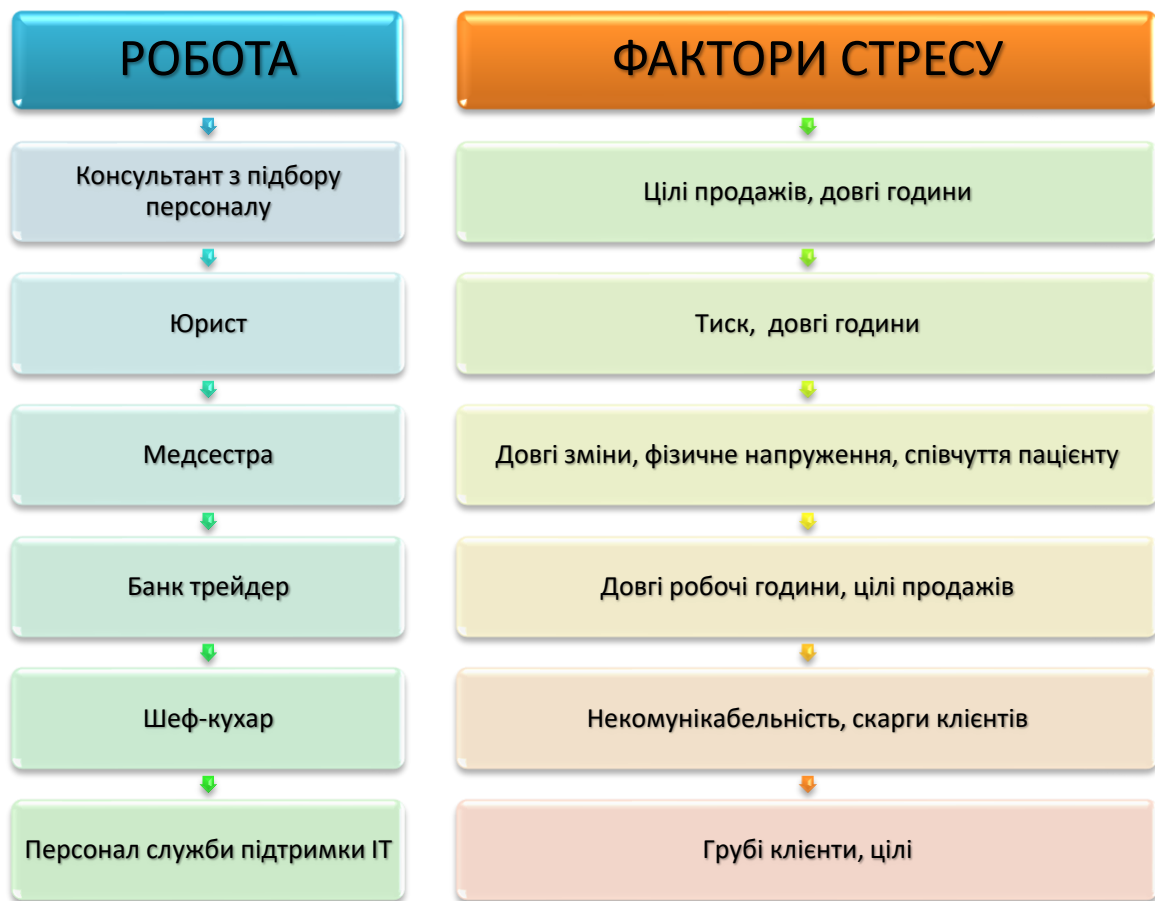 РОБОТА
ФАКТОРИ СТРЕСУ
Консультант з підбору
персоналу
Цілі продажів, довгі години
Юрист
Тиск,  довгі години
Медсестра
Довгі зміни, фізичне напруження, співчуття пацієнту
Банк трейдер
Довгі робочі години, цілі продажів
Шеф-кухар
Некомунікабельність, скарги клієнтів
Персонал служби підтримки ІТ
Грубі клієнти, цілі